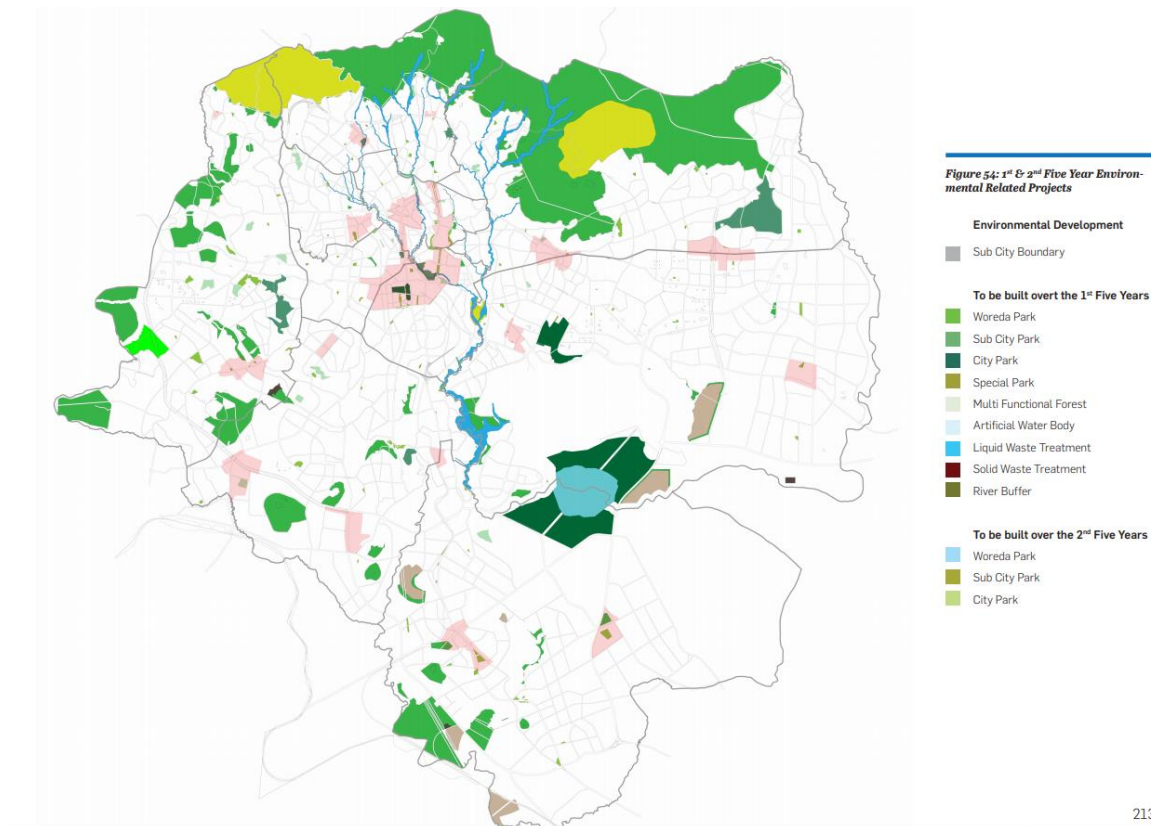 Figure 54: 1st & 2nd Five Year Environ-
mental Related Projects
Environmental Development
Sub City Boundary
To be built overt the 1st Five Years
Woreda Park
Sub City Park
City Park
Special Park
Multi Functional Forest
Artificial Water Body
Liquid Waste Treatment
Solid Waste Treatment
River Buffer
To be built over the 2nd Five Years
Woreda Park
Sub City Park
City Park
213